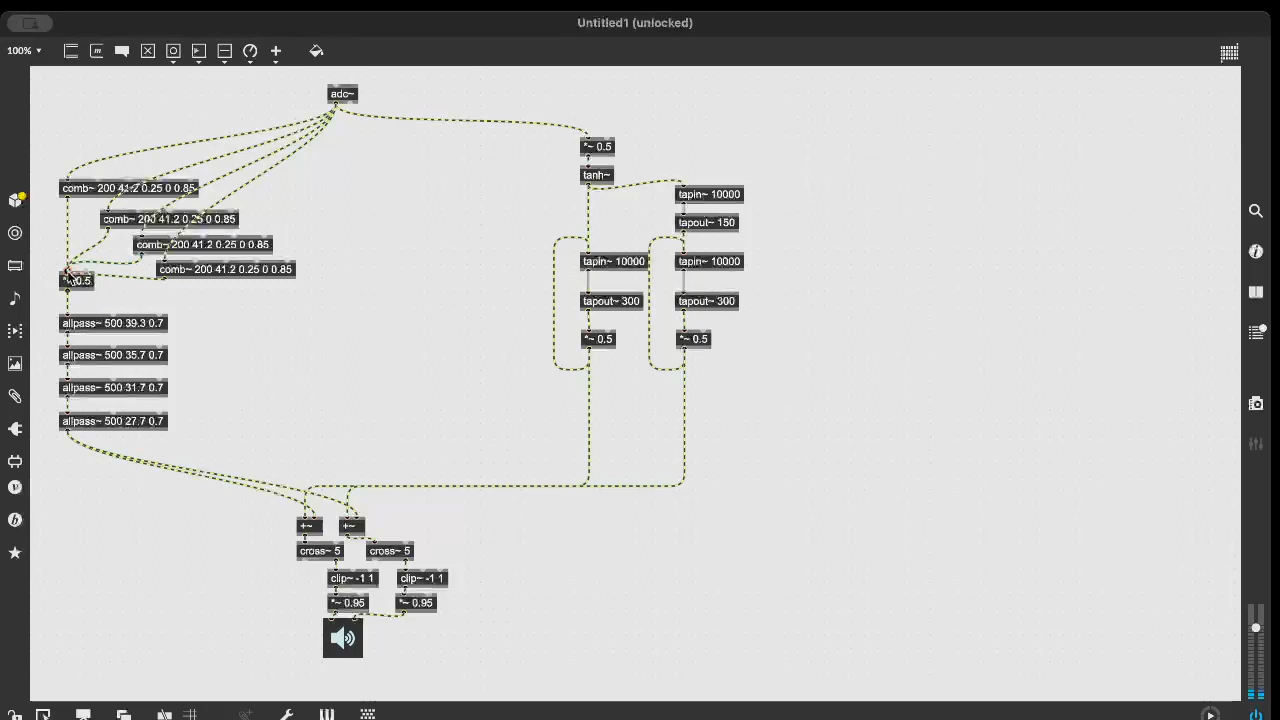 Untitled1 (unlocked)
100%
adc~
*~ 0.5
tanh~
comb~ 200 41.2 0.25 0 0.85
tapin~ 10000
comb~ 200 41.2 0.25 0 0.85
tapout~ 150
comb~ 200 41.2 0.25 0 0.85
tapin~ 10000
tapin~ 10000
comb~ 200 41.2 0.25 0 0.85
0.5
tapout~ 300
tapout~ 300
allpass~ 500 39.3 0.7
*~ 0.5
*~ 0.5
allpass~ 500 35.7 0.7
allpass~ 500 31.7 0.7
allpass~ 500 27.7 0.7
+~
+~
cross~ 5
cross~ 5
clip~ -1 1
clip~ -1 1
*~ 0.95
*~ 0.95